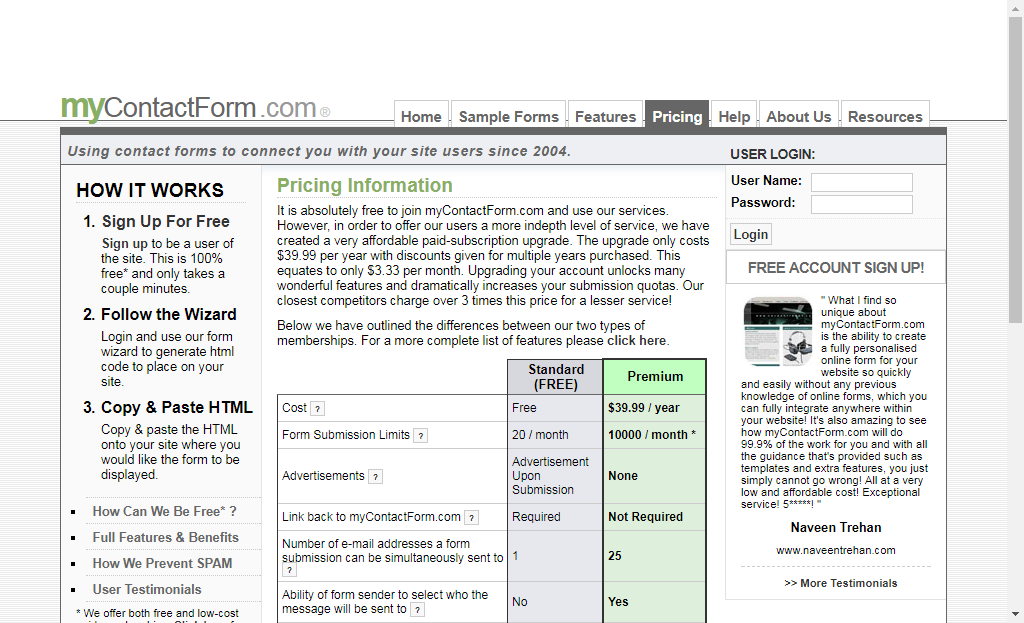 myContactForm.com ®
Home
Sample Forms
Features
Pricing
Help
About Us
Resources
Using contact forms to connect you with your site users since 2004.
USER LOGIN:
HOW IT WORKS
1. Sign Up For Free
Sign up to be a user of
the site. This is 100%
free* and only takes a
couple minutes.
2. Follow the Wizard
Login and use our form
wizard to generate html
code to place on your
site.
3. Copy & Paste HTML
Copy & paste the HTML
onto your site where you
would like the form to be
displayed.
How Can We Be Free* ?
Full Features & Benefits
How We Prevent SPAM
User Testimonials
* We offer both free and low-cost
Pricing Information
It is absolutely free to join myContactForm.com and use our services.
However, in order to offer our users a more indepth level of service, we have
created a very affordable paid-subscription upgrade. The upgrade only costs
$39.99 per year with discounts given for multiple years purchased. This
equates to only $3.33 per month. Upgrading your account unlocks many
wonderful features and dramatically increases your submission quotas. Our
closest competitors charge over 3 times this price for a lesser service!
Below we have outlined the differences between our two types of
memberships. For a more complete list of features please click here.
Standard
(FREE)
Premium
Cost ? Free $39.99 / year
Form Submission Limits ? 20 / month 10000 / month *
Advertisements ?
Advertisement
Upon
Submission
None
Link back to myContactForm.com ? Required Not Required
Number of e-mail addresses a form
submission can be simultaneously sent to
?
1
25
Ability of form sender to select who the
message will be sent to ?
No
Yes
User Name:
Password:
Login
FREE ACCOUNT SIGN UP!
" What I find so
unique about
myContactForm.com
is the ability to create
a fully personalised
online form for your
website so quickly
and easily without any previous
knowledge of online forms, which you
can fully integrate anywhere within
your website! It's also amazing to see
how myContactForm.com will do
99.9% of the work for you and with all
the guidance that's provided such as
templates and extra features, you just
simply cannot go wrong! All at a very
low and affordable cost! Exceptional
service! 5*****! "
Naveen Trehan
www.naveentrehan.com
>> More Testimonials